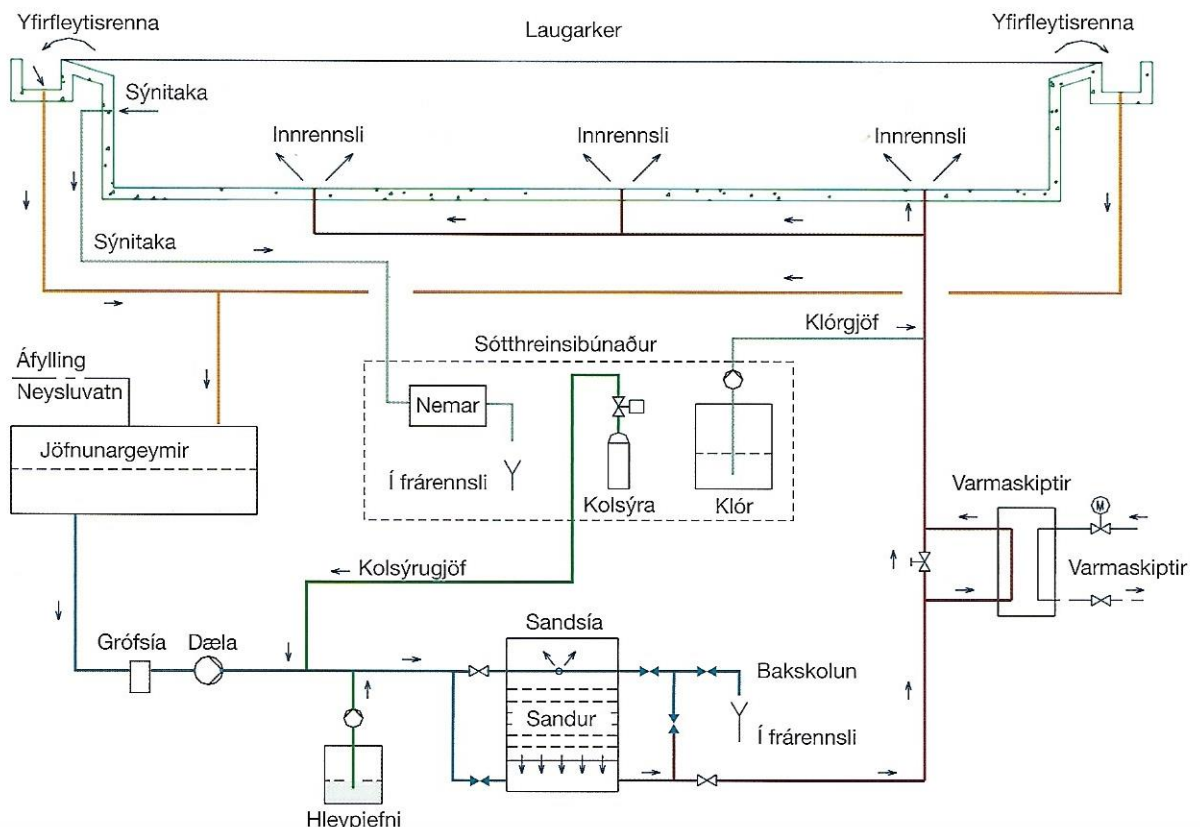 Yfirfleytisrenna
Laugarker
Yfirfleytisrenna
Sýnitaka
Innrennsli
Innrennsli
Innrennsli
Sýnitaka
Klórgjöf
Sótthreinsibúnaður
Áfylling
Neysluvatn
Nemar
Jöfnunargeymir
Í frárennsli
Kolsýra
Klór
Varmaskiptir
M
Kolsýrugjöf
Varmaskiptir
Grófsía
Dæla
Sandsía
Bakskolun
Sandur
Í frárennsli
Hleypiefni